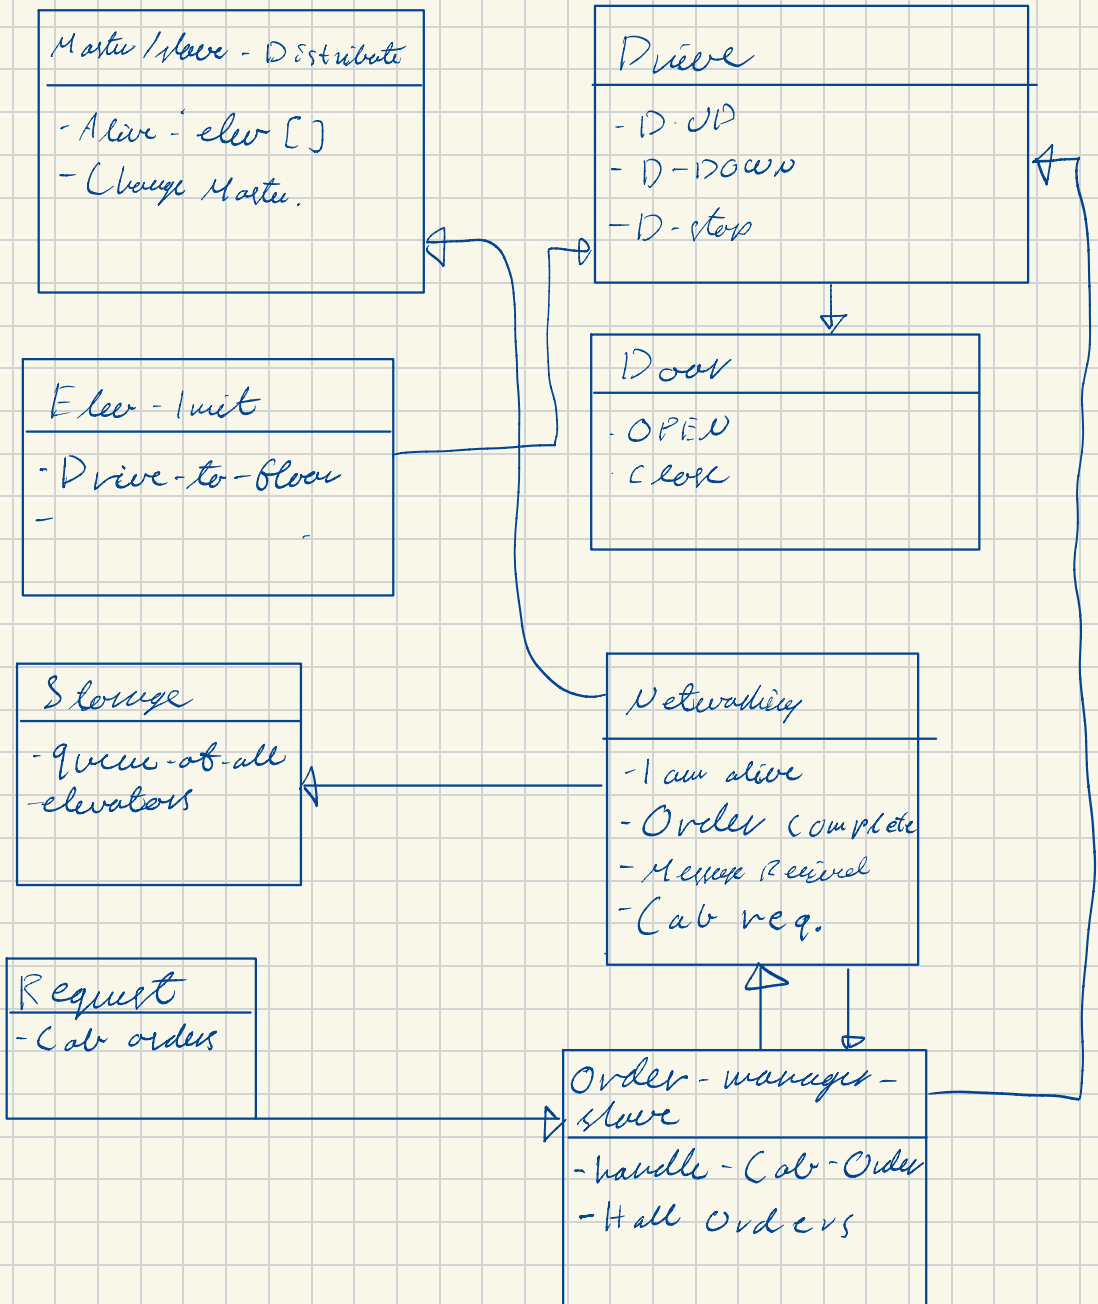 Master/slave - Distribute
- Alive - elev []
- Change Master.
Drieve
- D-UP
- D-DOWN
- D-stop
Door
- OPEN
- Close
Elev - Init
- Drive-to-floor
-
Storage
- queue-of-all
-elevators
Networking
- I am alive
- Order complete
- Message Recieved
- Cab req.
Request
- Cab orders
Order-manager-
slave
- handle-Cab-Order
- Hall orders